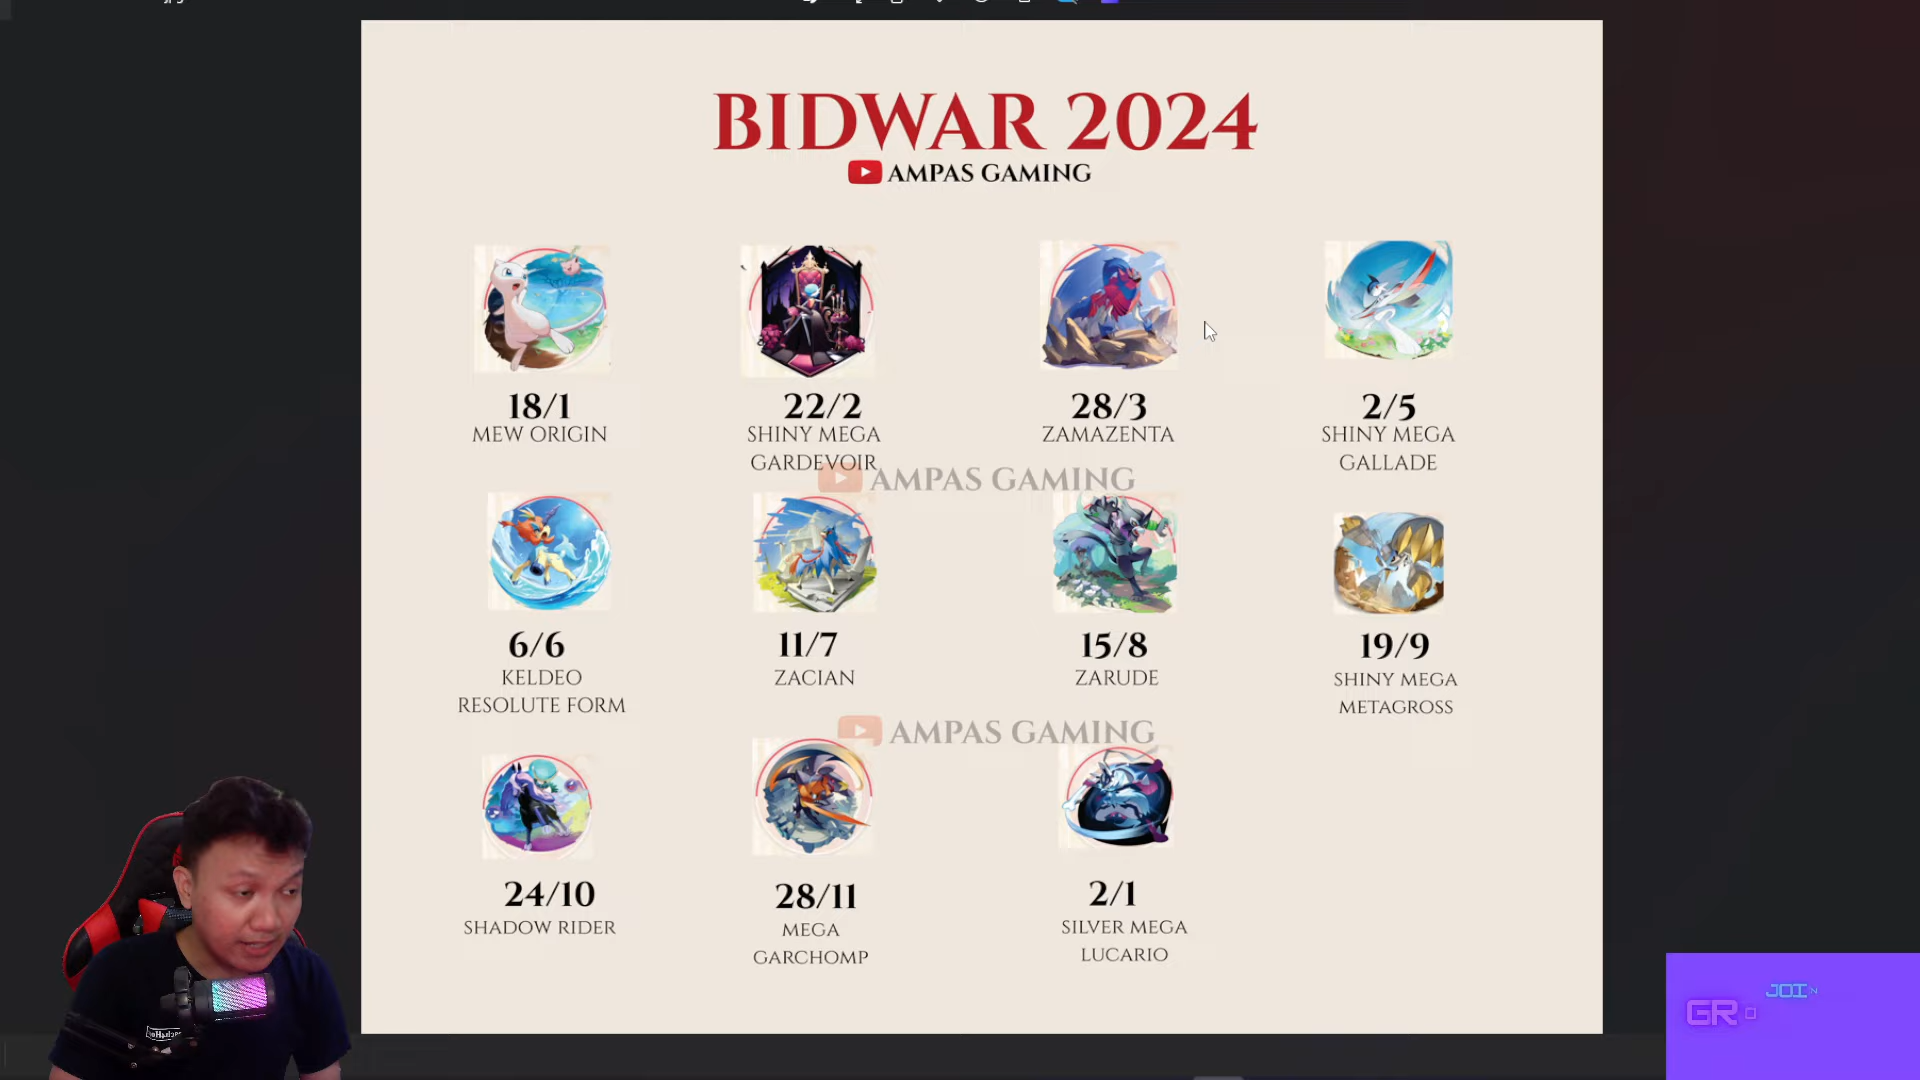 BIDWAR 2024
AMPAS GAMING
18/1
MEW ORIGIN
22/2
SHINY MEGA
GARDEVOIR
28/3
ZAMAZENTA
2/5
SHINY MEGA
GALLADE
AMPAS GAMING
6/6
KELDEO
RESOLUTE FORM
11/7
ZACIAN
15/8
ZARUDE
19/9
SHINY MEGA
METAGROSS
AMPAS GAMING
24/10
SHADOW RIDER
28/11
MEGA
GARCHOMP
2/1
SILVER MEGA
LUCARIO
JOIN
GRO